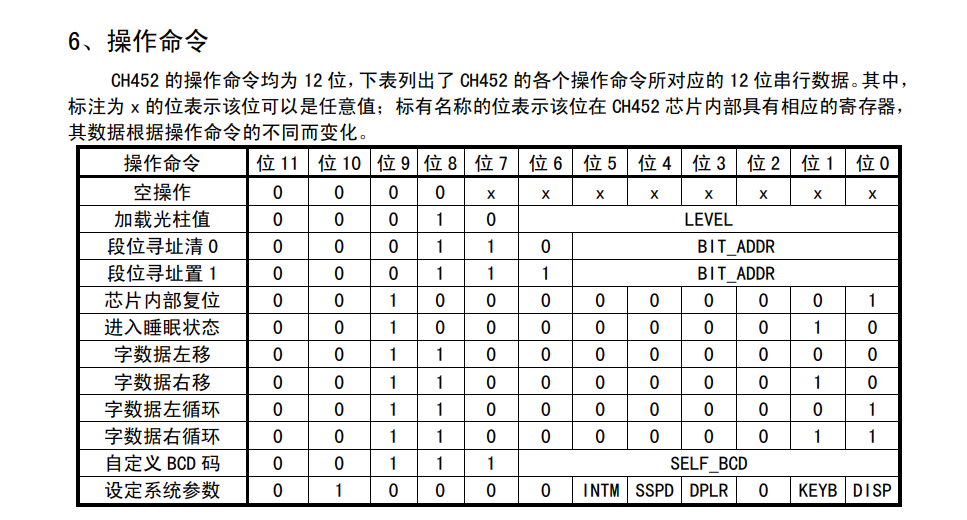 6、操作命令
CH452 的操作命令均为 12 位，下表列出了 CH452 的各个操作命令所对应的 12 位串行数据。其中，
标注为 x 的位表示该位可以是任意值；标有名称的位表示该位在 CH452 芯片内部具有相应的寄存器，
其数据根据操作命令的不同而变化。
操作命令 位 11 位 10 位 9 位 8 位 7 位 6 位 5 位 4 位 3 位 2 位 1 位 0
空操作 0 0 0 0 x x x x x x x x
加载光柱值 0 0 0 1 0 LEVEL
段位寻址清 0 0 0 0 1 1 0 BIT_ADDR
段位寻址置 1 0 0 0 1 1 1 BIT_ADDR
芯片内部复位 0 0 1 0 0 0 0 0 0 0 0 1
进入睡眠状态 0 0 1 0 0 0 0 0 0 0 1 0
字数据左移 0 0 1 1 0 0 0 0 0 0 0 0
字数据右移 0 0 1 1 0 0 0 0 0 0 1 0
字数据左循环 0 0 1 1 0 0 0 0 0 0 0 1
字数据右循环 0 0 1 1 0 0 0 0 0 0 1 1
自定义 BCD 码 0 0 1 1 1 SELF_BCD
设定系统参数 0 1 0 0 0 0 INTM SSPD DPLR 0 KEYB DISP